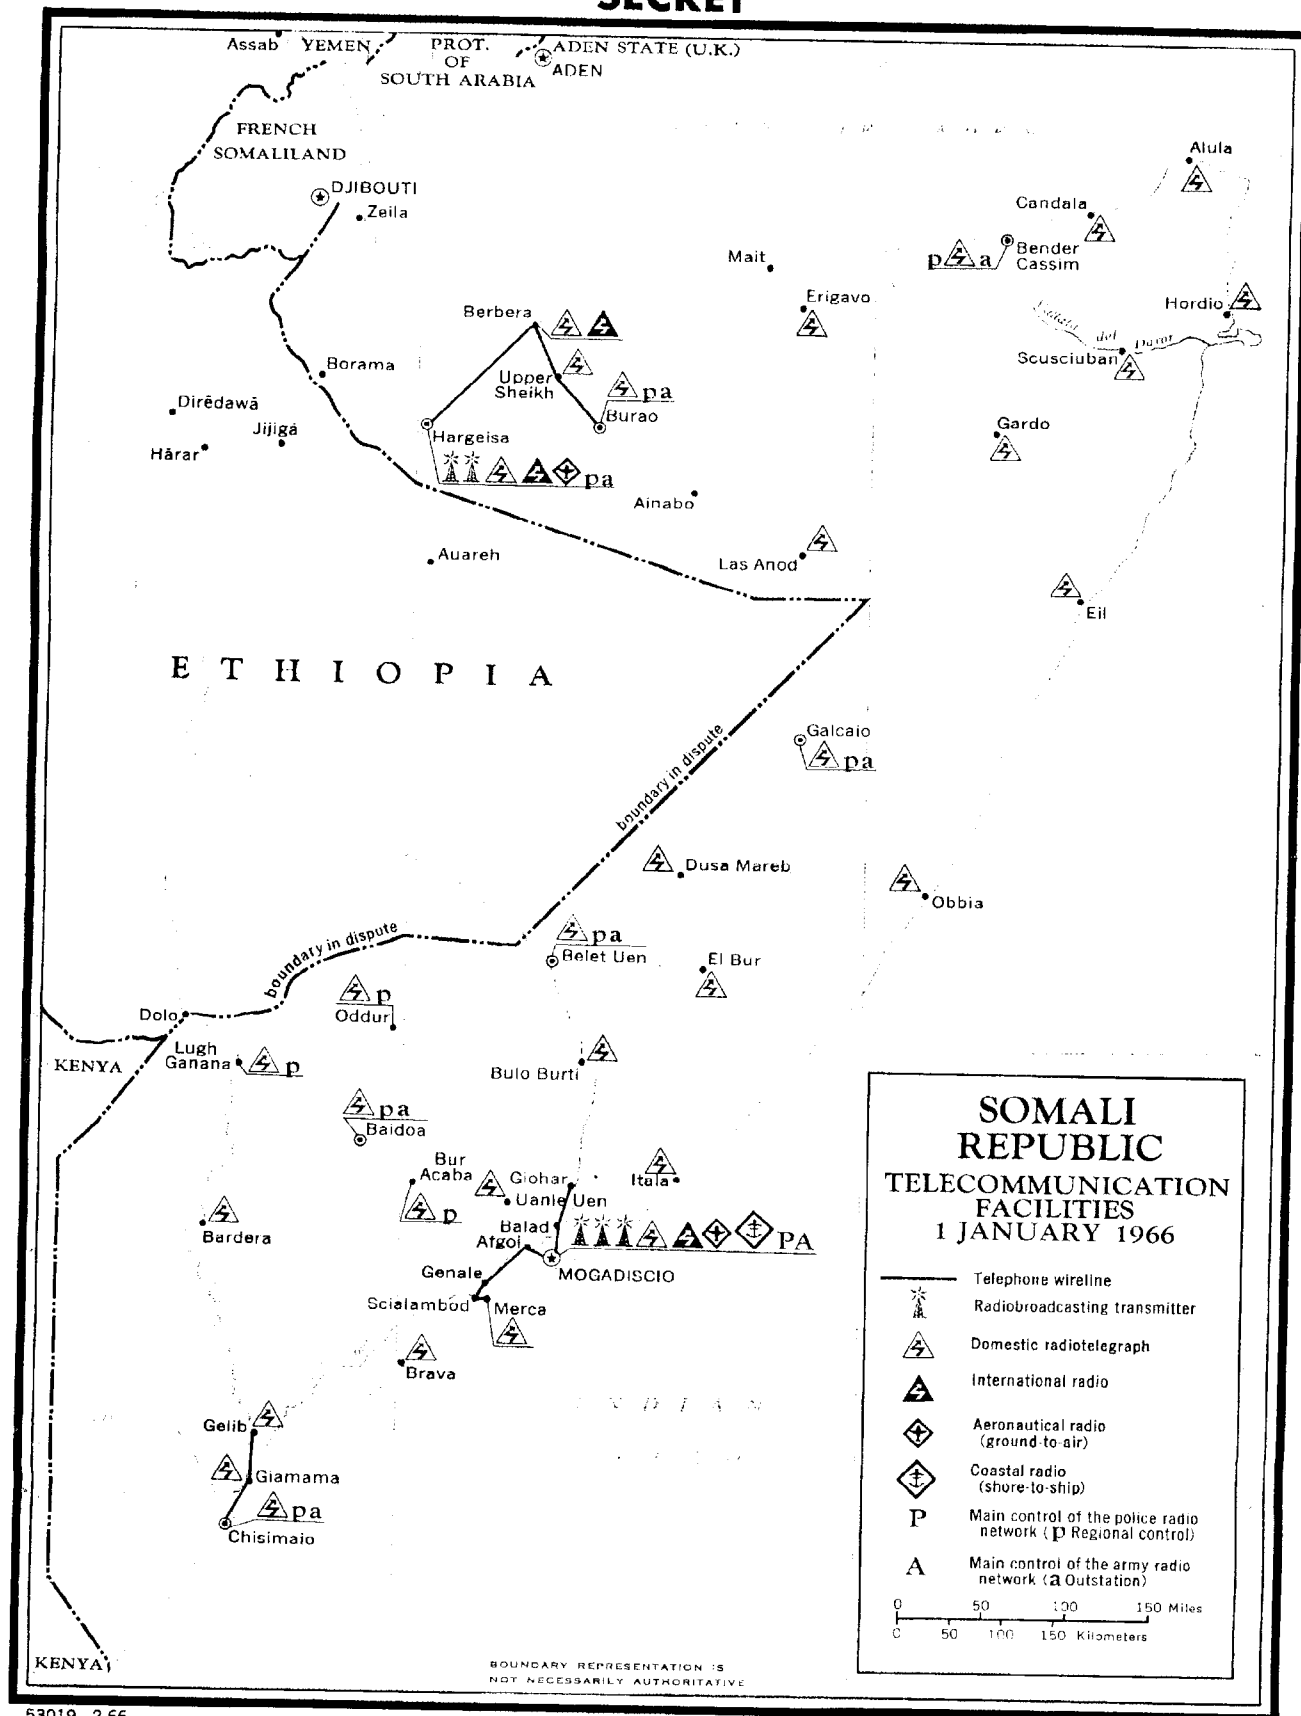 SECRET
Assab
YEMEN
PROT.
OF
SOUTH ARABIA
ADEN STATE (U.K.)
ADEN
FRENCH
SOMALILAND
DJIBOUTI
Zeila
Alula
Candala
p a
Bender
Cassim
Mait
Erigavo
Hordio
del
Scusciuban
Berbera
Upper
Sheikh
pa
Burao
Borama
Dirēdawā
Jijigá
Hārar
Hargeisa
pa
Gardo
Ainabo
Auareh
Las Anod
Eil
ETHIOPIA
boundary in dispute
Galcaio
pa
Dusa Mareb
Obbia
boundary in dispute
pa
Belet Uen
El Bur
p
Oddur
Dolo
KENYA
Lugh
Ganana
p
Bulo Burti
pa
Baidoa
Bur
Acaba
p
Giohar
Uanle Uen
Itala
Bardera
Balad
Afgoi
PA
MOGADISCIO
Genale
Scialambod
Merca
Brava
INDIAN
Gelib
Giamama
pa
Chisimaio
KENYA
SOMALI
REPUBLIC
TELECOMMUNICATION
FACILITIES
1 JANUARY 1966
Telephone wireline
Radiobroadcasting transmitter
Domestic radiotelegraph
International radio
Aeronautical radio
(ground-to-air)
Coastal radio
(shore-to-ship)
P Main control of the police radio
network (p Regional control)
A Main control of the army radio
network (a Outstation)
0 50 100 150 Miles
0 50 100 150 Kilometers
BOUNDARY REPRESENTATION IS
NOT NECESSARILY AUTHORITATIVE
53019 2-66